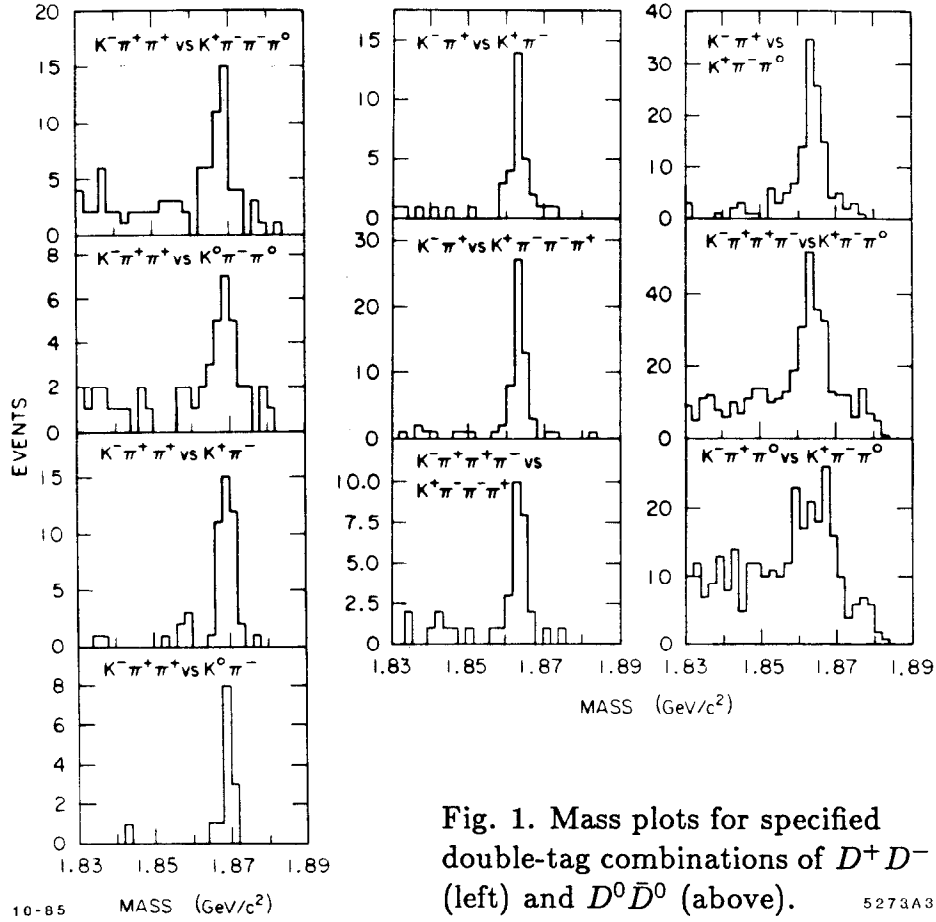 20
15
10
5
0
K⁻π⁺π⁺ vs K⁺π⁻π⁻π⁰
8
6
4
2
0
K⁻π⁺π⁺ vs K⁰π⁻π⁰
15
10
5
0
K⁻π⁺π⁺ vs K⁺π⁻
8
6
4
2
0
K⁻π⁺π⁺ vs K⁰π⁻
1.83 1.85 1.87 1.89
MASS (GeV/c²)
EVENTS
15
10
5
0
K⁻π⁺ vs K⁺π⁻
30
20
10
0
K⁻π⁺ vs K⁺π⁻π⁻π⁺
10.0
7.5
5.0
2.5
0
K⁻π⁺π⁺π⁻ vs
K⁺π⁻π⁻π⁺
1.83 1.85 1.87 1.89
40
30
20
10
0
K⁻π⁺ vs
K⁺π⁻π⁰
40
20
0
K⁻π⁺π⁺π⁻ vs K⁺π⁻π⁰
20
10
0
K⁻π⁺π⁰ vs K⁺π⁻π⁰
1.83 1.85 1.87 1.89
MASS (GeV/c²)
Fig. 1. Mass plots for specified
double-tag combinations of D⁺D⁻
(left) and D⁰D̄⁰ (above).
10-85
5273A3